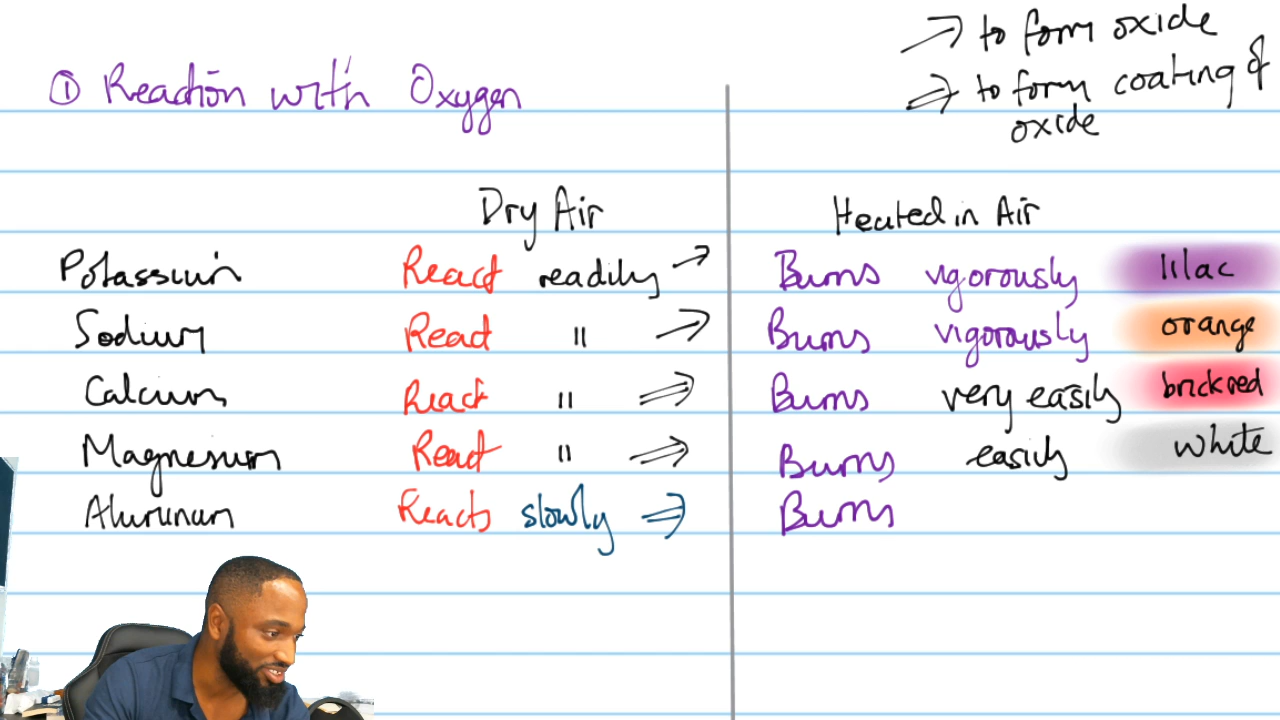 → to form oxide
① Reaction with Oxygen
⇒ to form coating of
oxide
Dry Air Heated in Air
Potassium React readily → Burns vigorously lilac
Sodium React " → Burns vigorously orange
Calcium React " ⇒ Burns very easily brick red
Magnesium React " ⇒ Burns easily white
Aluminum Reacts slowly ⇒ Burns